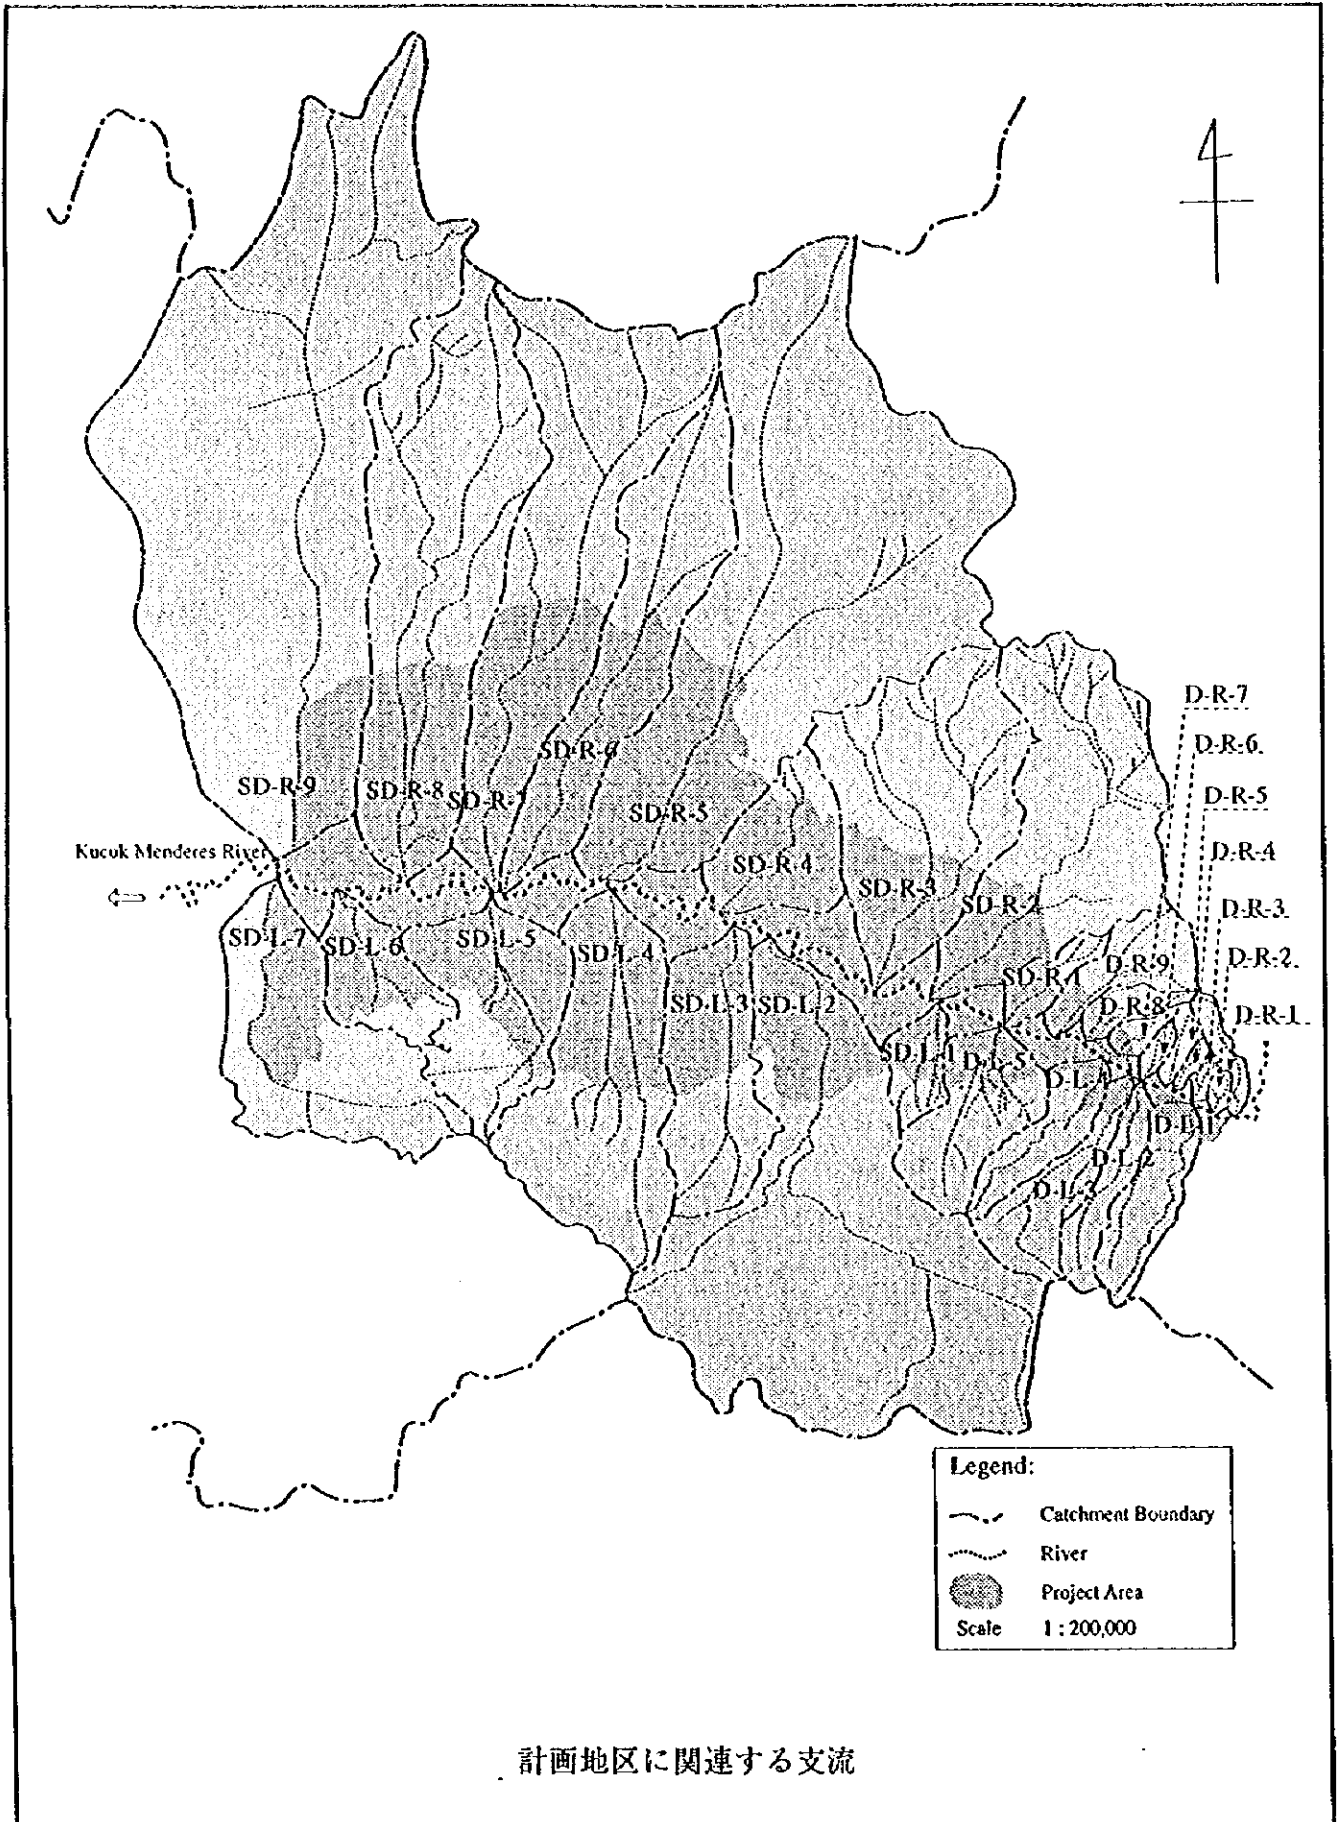 D-R-7
D-R-6
D-R-5
D-R-4
D-R-3
D-R-2
D-R-1
SD-R-9
SD-R-8
SD-R-7
SD-R-6
SD-R-5
SD-R-4
SD-R-3
SD-R-2
SD-R-1
D-R-9
D-R-8
Kucuk Menderes River
SD-L-7
SD-L-6
SD-L-5
SD-L-4
SD-L-3
SD-L-2
SD-L-1
D-L-5
D-L-4
D-L-1
D-L-2
D-L-3
Legend:
Catchment Boundary
River
Project Area
Scale 1 : 200,000
計画地区に関連する支流